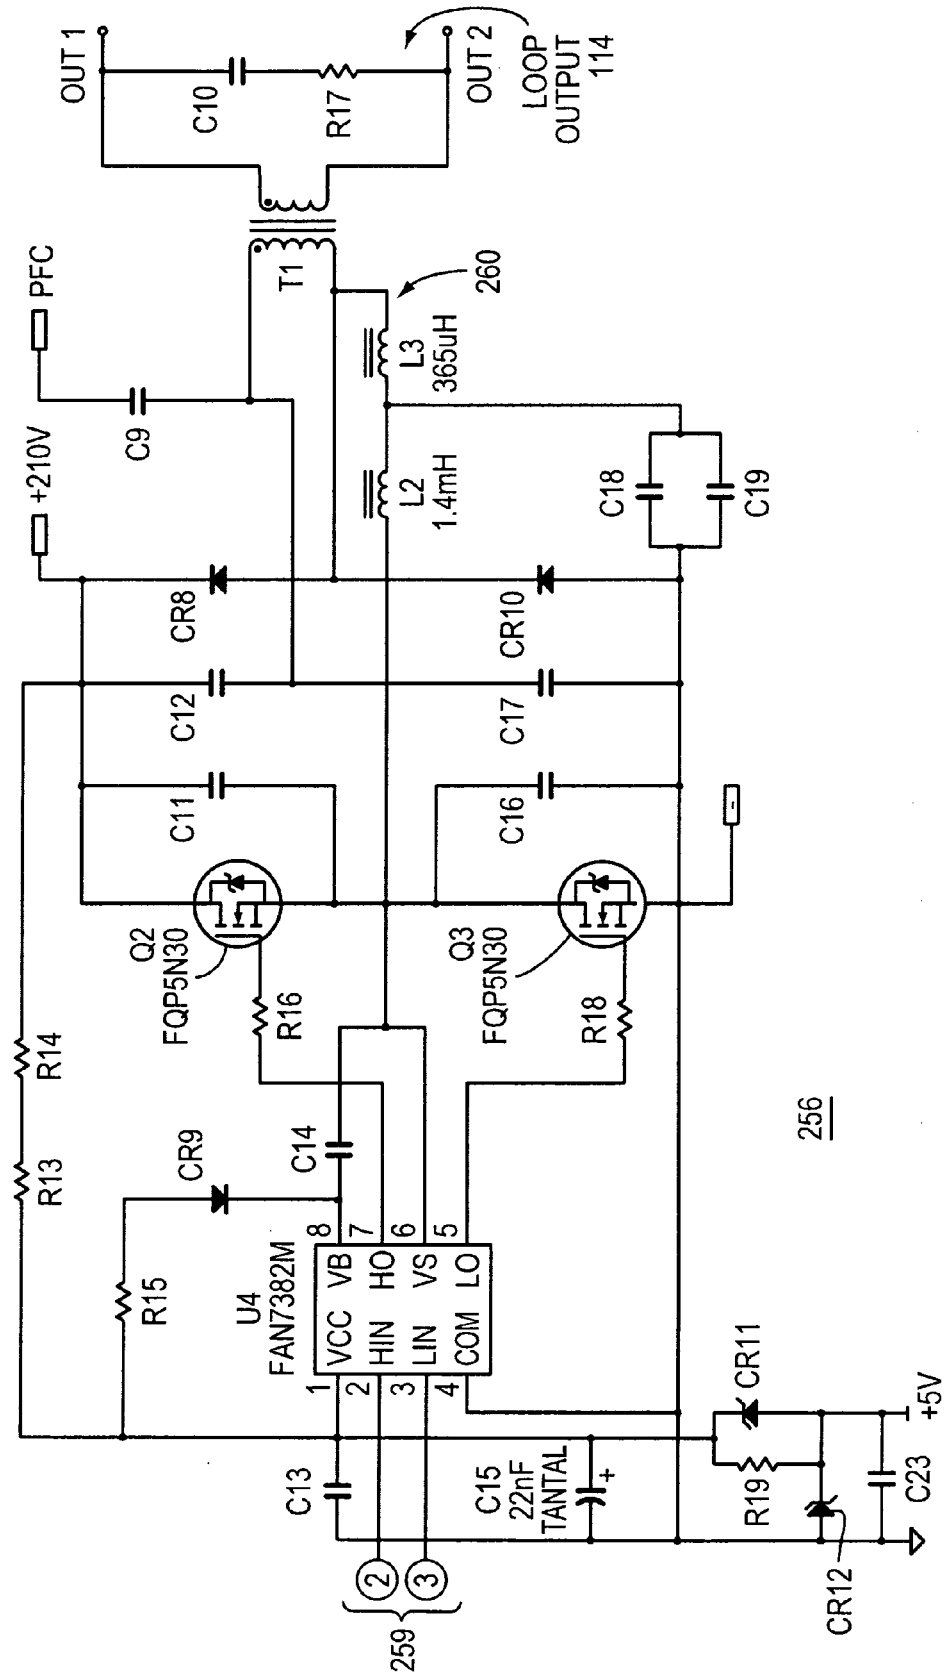 OUT 1
C10
R17
OUT 2
LOOP
OUTPUT
114
PFC
T1
260
C9
L3
365uH
+210V
L2
1.4mH
C18
C19
CR8
CR10
C12
C17
C11
C16
-
Q2
FQP5N30
Q3
FQP5N30
R16
R18
R14
R13
CR9
C14
R15
U4
FAN7382M
8
7
6
5
VCC
VB
HIN
HO
LIN
VS
COM
LO
1
2
3
4
256
C13
C15
22nF
TANTAL
+
CR11
R19
+5V
C23
CR12
2
3
259